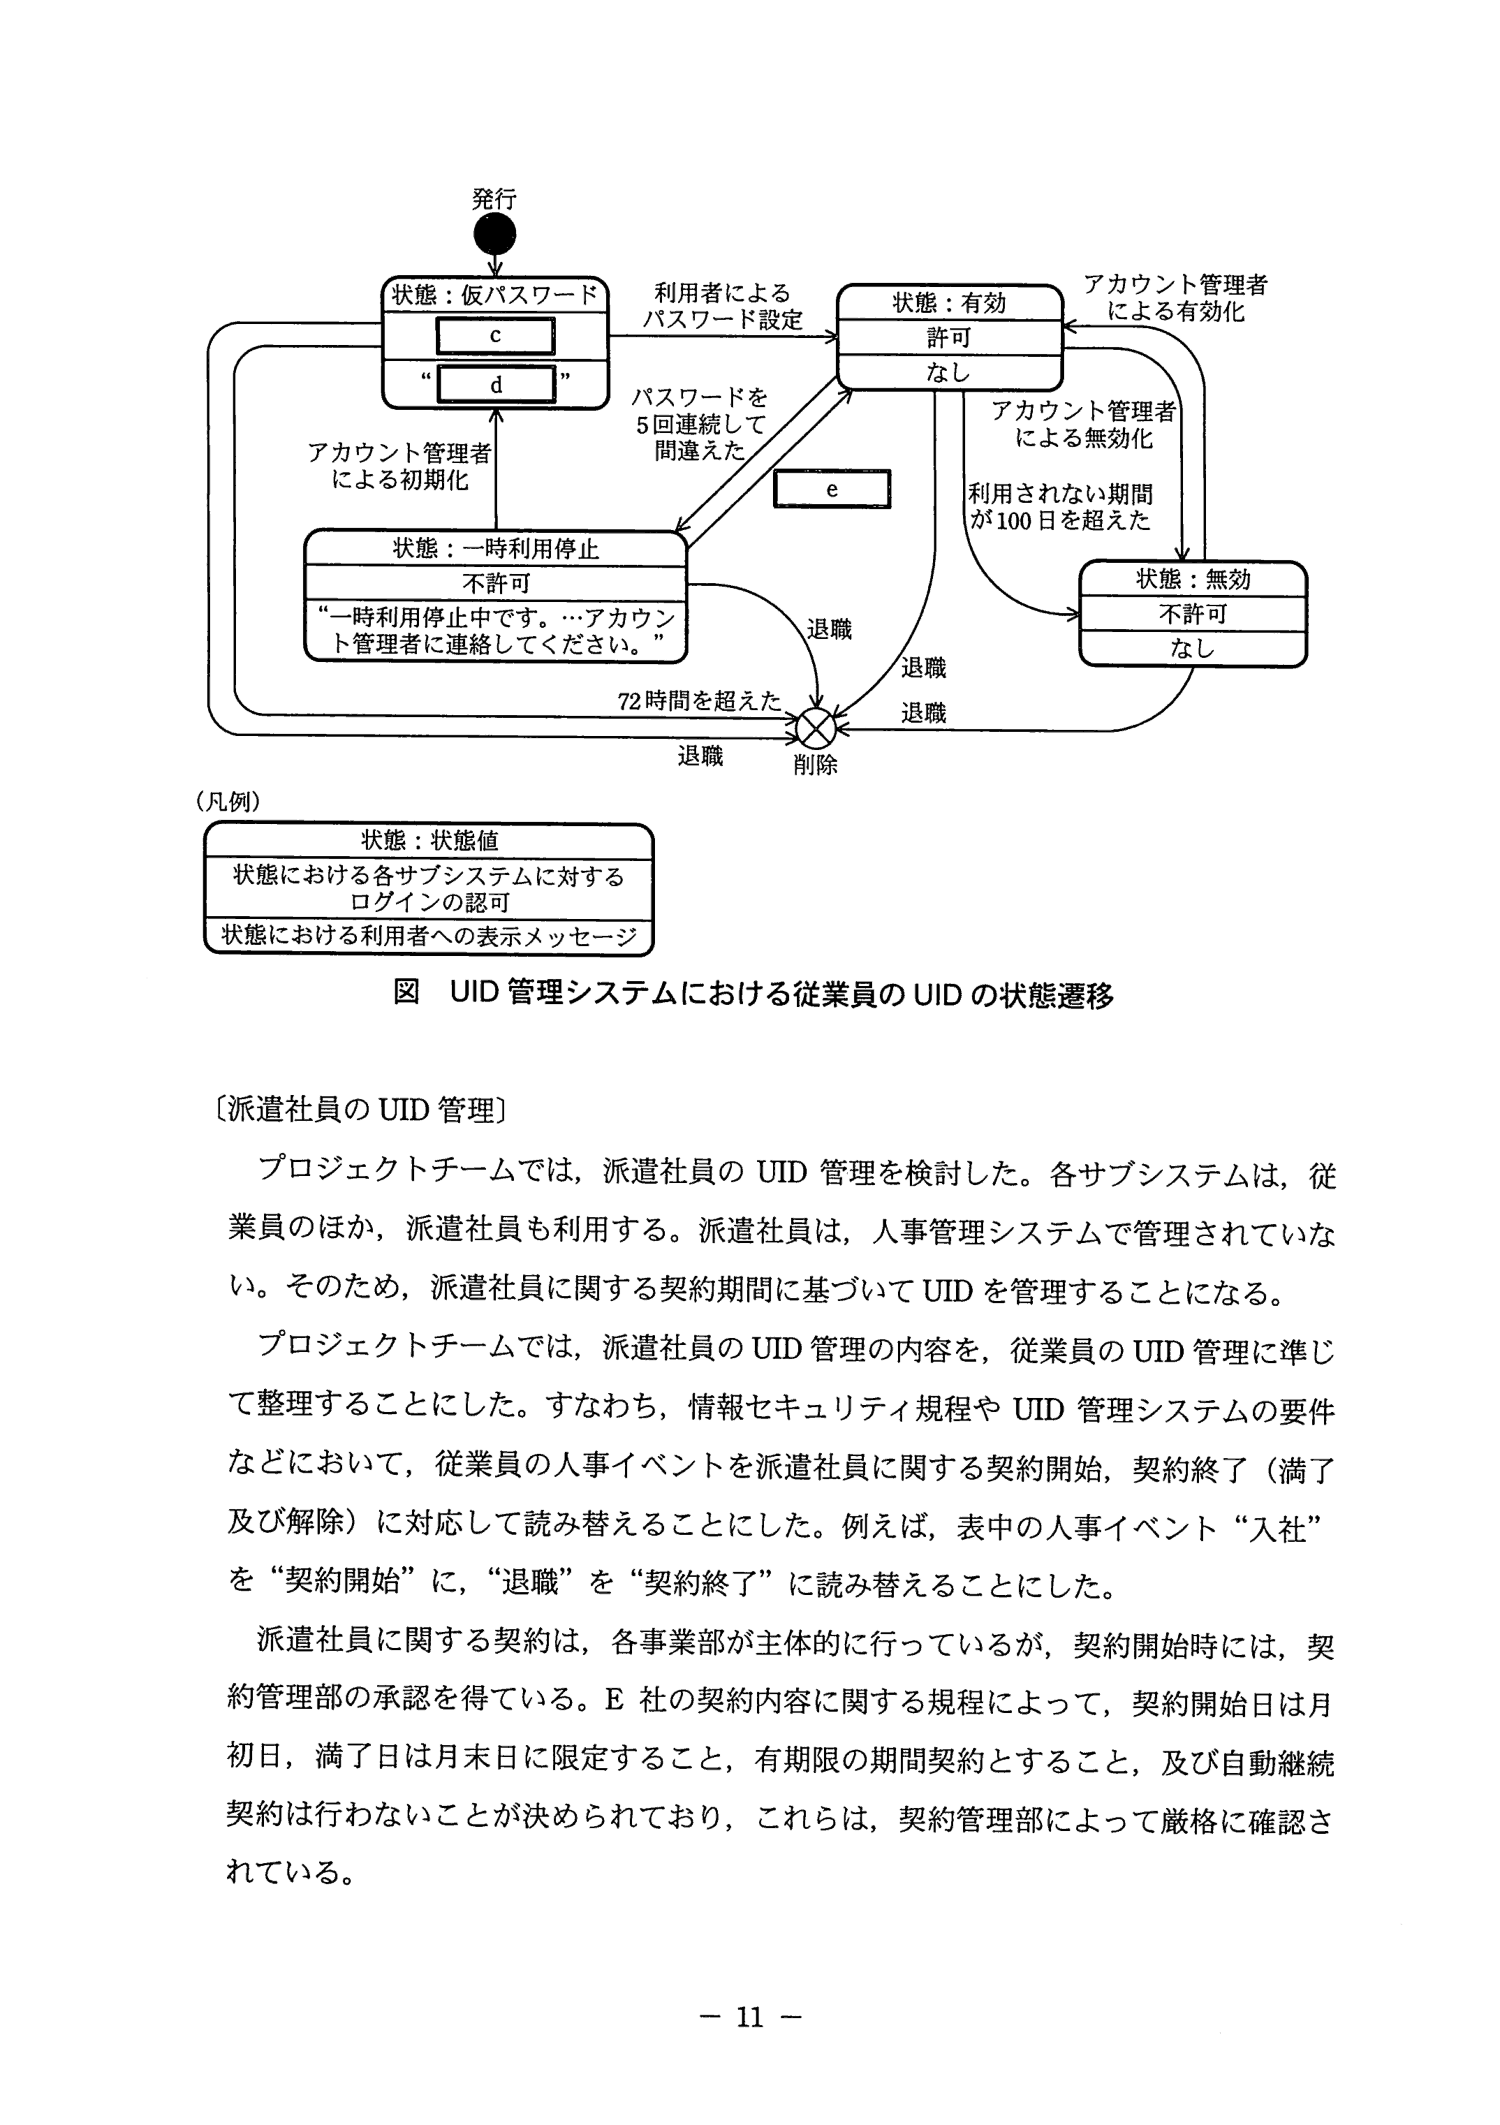 発行
状態：仮パスワード
c
“ d ”
利用者による
パスワード設定
状態：有効
許可
なし
アカウント管理者
による有効化
パスワードを
5回連続して
間違えた
アカウント管理者
による無効化
アカウント管理者
による初期化
e
利用されない期間
が100日を超えた
状態：一時利用停止
不許可
“一時利用停止中です。…アカウン
ト管理者に連絡してください。”
状態：無効
不許可
なし
退職
退職
72時間を超えた
退職
退職
削除
（凡例）
状態：状態値
状態における各サブシステムに対する
ログインの認可
状態における利用者への表示メッセージ
図　UID 管理システムにおける従業員の UID の状態遷移
〔派遣社員の UID 管理〕
プロジェクトチームでは，派遣社員の UID 管理を検討した。各サブシステムは，従
業員のほか，派遣社員も利用する。派遣社員は，人事管理システムで管理されていな
い。そのため，派遣社員に関する契約期間に基づいて UID を管理することになる。
プロジェクトチームでは，派遣社員の UID 管理の内容を，従業員の UID 管理に準じ
て整理することにした。すなわち，情報セキュリティ規程や UID 管理システムの要件
などにおいて，従業員の人事イベントを派遣社員に関する契約開始，契約終了（満了
及び解除）に対応して読み替えることにした。例えば，表中の人事イベント“入社”
を“契約開始”に，“退職”を“契約終了”に読み替えることにした。
派遣社員に関する契約は，各事業部が主体的に行っているが，契約開始時には，契
約管理部の承認を得ている。E 社の契約内容に関する規程によって，契約開始日は月
初日，満了日は月末日に限定すること，有期限の期間契約とすること，及び自動継続
契約は行わないことが決められており，これらは，契約管理部によって厳格に確認さ
れている。
－ 11 －